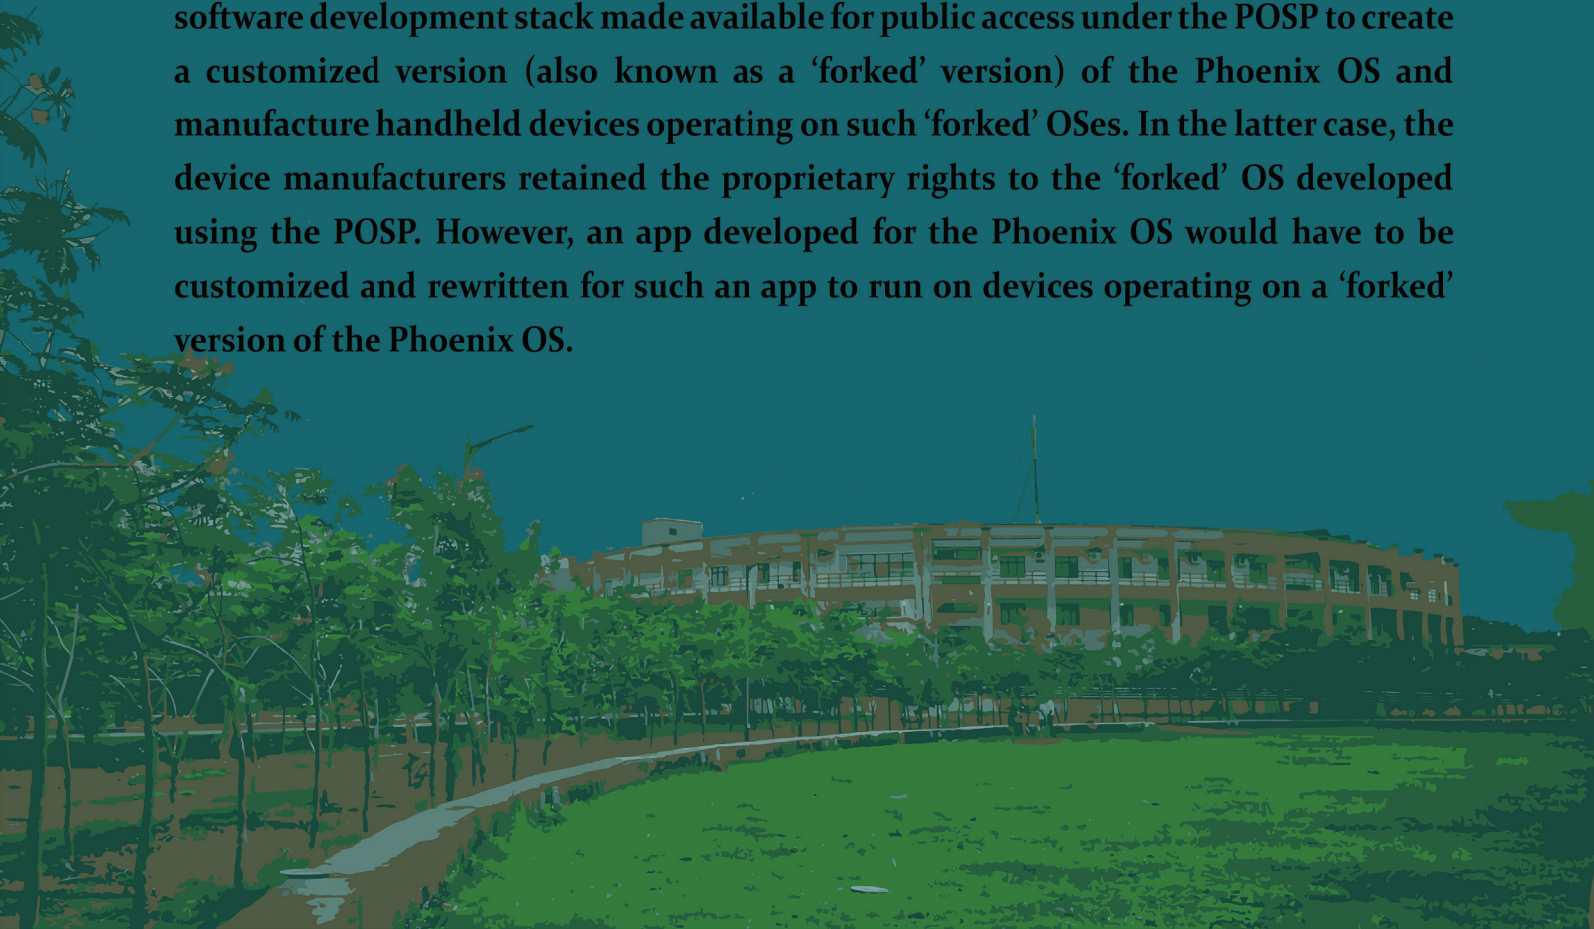 software development stack made available for public access under the POSP to create
a customized version (also known as a ‘forked’ version) of the Phoenix OS and
manufacture handheld devices operating on such ‘forked’ OSes. In the latter case, the
device manufacturers retained the proprietary rights to the ‘forked’ OS developed
using the POSP. However, an app developed for the Phoenix OS would have to be
customized and rewritten for such an app to run on devices operating on a ‘forked’
version of the Phoenix OS.